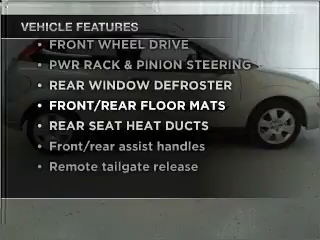 VEHICLE FEATURES
• FRONT WHEEL DRIVE
• PWR RACK & PINION STEERING
• REAR WINDOW DEFROSTER
• FRONT/REAR FLOOR MATS
• REAR SEAT HEAT DUCTS
• Front/rear assist handles
• Remote tailgate release